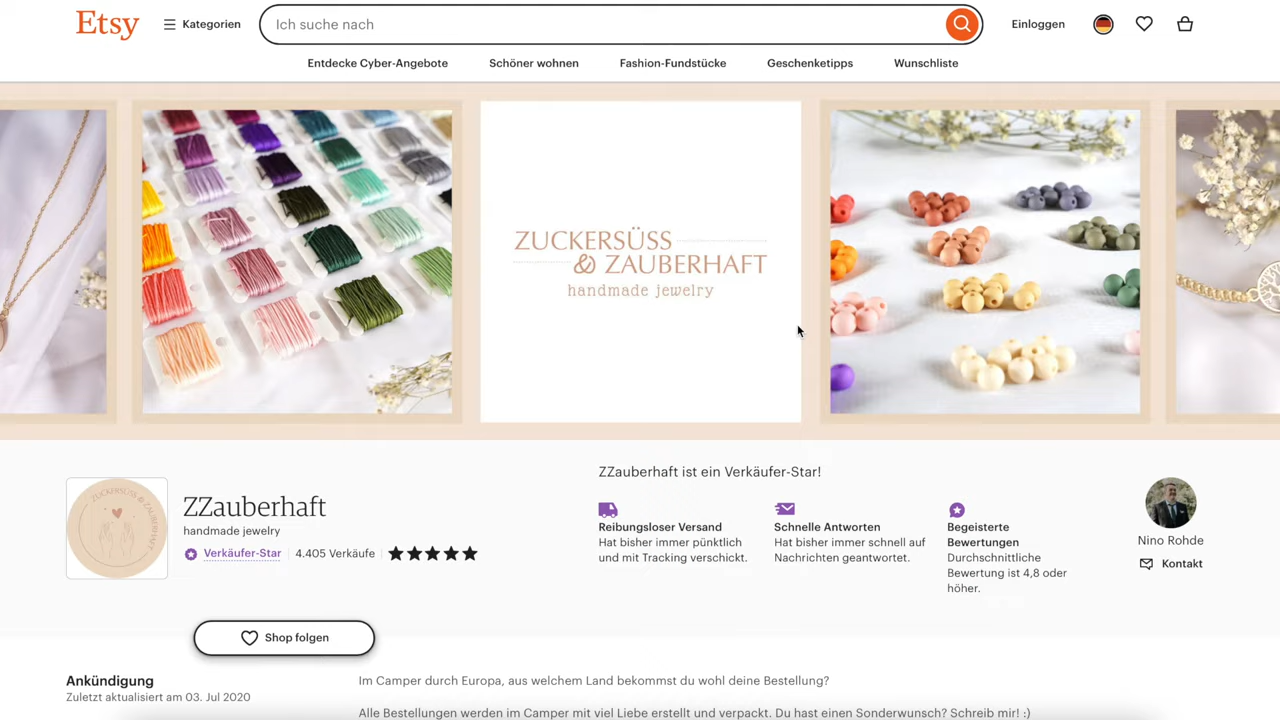 Etsy
Kategorien
Ich suche nach
Einloggen
Entdecke Cyber-Angebote
Schöner wohnen
Fashion-Fundstücke
Geschenketipps
Wunschliste
ZUCKERSÜSS
& ZAUBERHAFT
handmade jewelry
ZUCKERSÜSS & ZAUBERHAFT
ZZauberhaft
handmade jewelry
Verkäufer-Star
4.405 Verkäufe
Shop folgen
ZZauberhaft ist ein Verkäufer-Star!
Reibungsloser Versand
Hat bisher immer pünktlich
und mit Tracking verschickt.
Schnelle Antworten
Hat bisher immer schnell auf
Nachrichten geantwortet.
Begeisterte
Bewertungen
Durchschnittliche
Bewertung ist 4,8 oder
höher.
Nino Rohde
Kontakt
Ankündigung
Zuletzt aktualisiert am 03. Jul 2020
Im Camper durch Europa, aus welchem Land bekommst du wohl deine Bestellung?
Alle Bestellungen werden im Camper mit viel Liebe erstellt und verpackt. Du hast einen Sonderwunsch? Schreib mir! :)